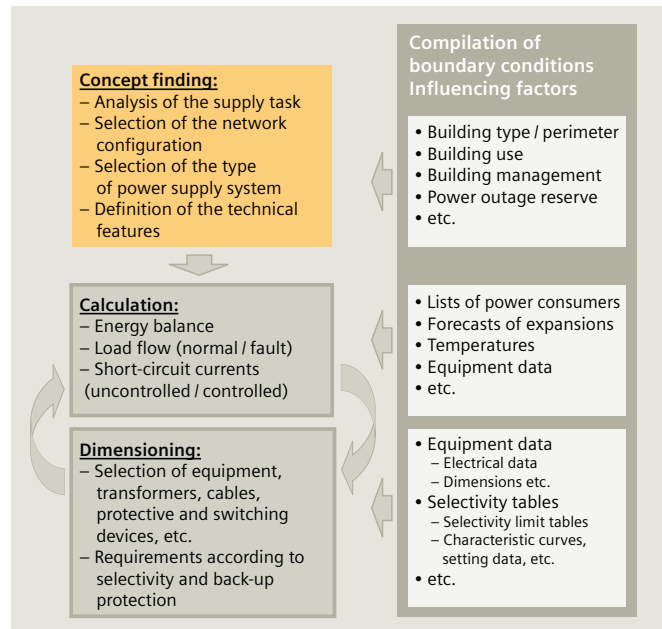 Concept finding:
– Analysis of the supply task
– Selection of the network
configuration
– Selection of the type
of power supply system
– Definition of the technical
features
Calculation:
– Energy balance
– Load flow (normal / fault)
– Short-circuit currents
(uncontrolled / controlled)
Dimensioning:
– Selection of equipment,
transformers, cables,
protective and switching
devices, etc.
– Requirements according to
selectivity and back-up
protection
Compilation of
boundary conditions
Influencing factors
• Building type / perimeter
• Building use
• Building management
• Power outage reserve
• etc.
• Lists of power consumers
• Forecasts of expansions
• Temperatures
• Equipment data
• etc.
• Equipment data
– Electrical data
– Dimensions etc.
• Selectivity tables
– Selectivity limit tables
– Characteristic curves,
setting data, etc.
• etc.